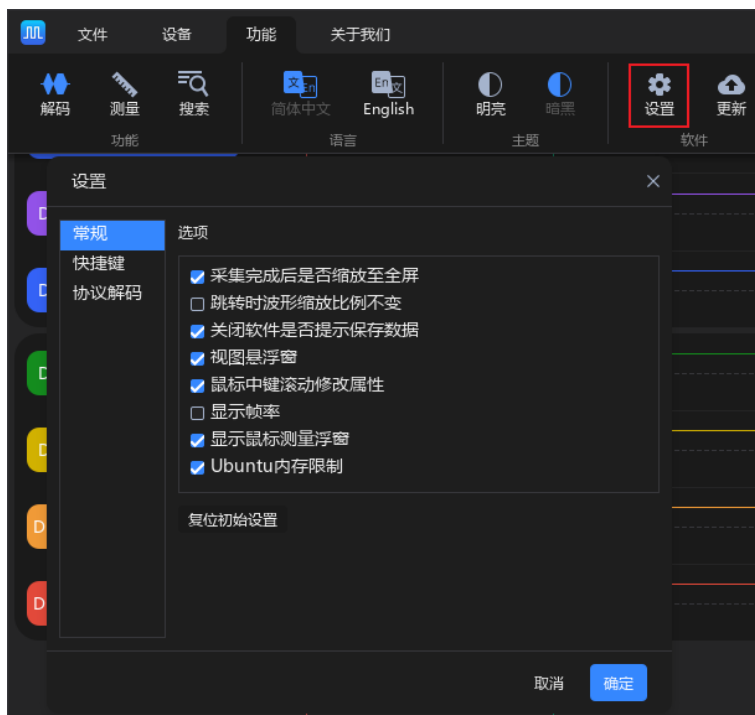 文件 设备 功能 关于我们
解码 测量 搜索 简体中文 English 明亮 暗黑 设置 更新
功能 语言 主题 软件
设置
常规
快捷键
协议解码
选项
采集完成后是否缩放至全屏
跳转时波形缩放比例不变
关闭软件是否提示保存数据
视图悬浮窗
鼠标中键滚动修改属性
显示帧率
显示鼠标测量浮窗
Ubuntu内存限制
复位初始设置
D
D
D
D
D
D
取消 确定